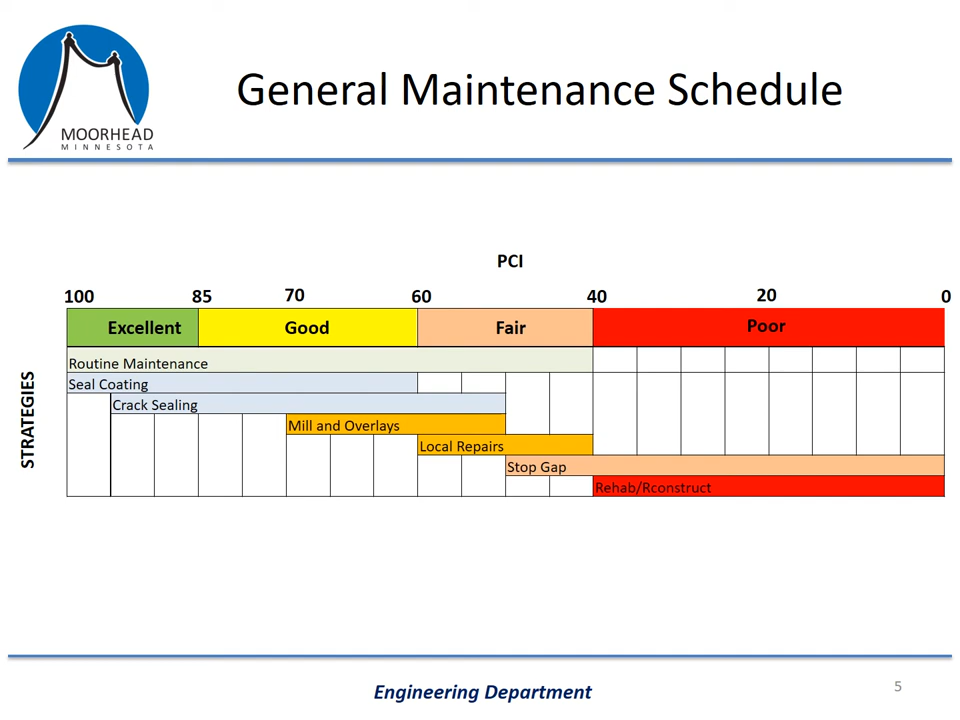 MOORHEAD
MINNESOTA
General Maintenance Schedule
PCI
100 85 70 60 40 20 0
Excellent Good Fair Poor
STRATEGIES
Routine Maintenance
Seal Coating
Crack Sealing
Mill and Overlays
Local Repairs
Stop Gap
Rehab/Rconstruct
Engineering Department
5